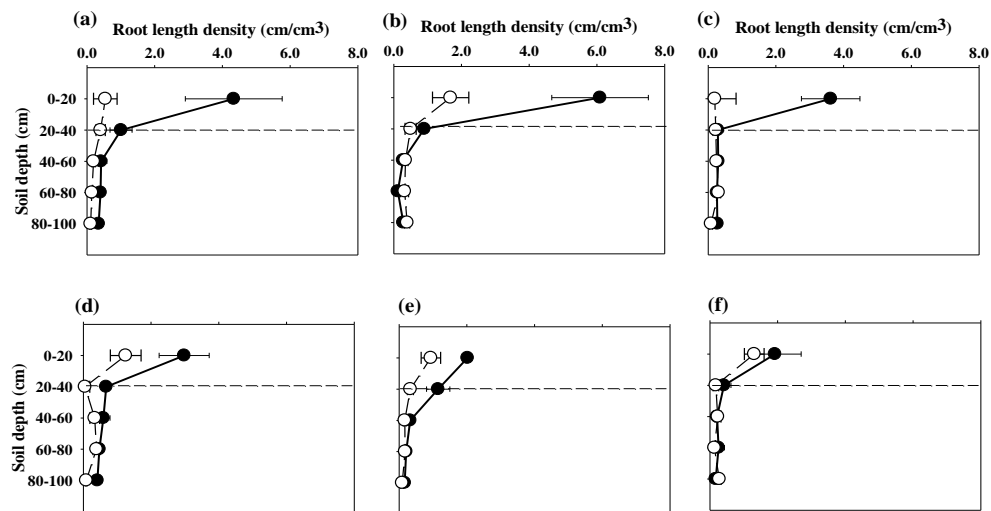 (a)
(b)
(c)
Root length density (cm/cm³)
Root length density (cm/cm³)
Root length density (cm/cm³)
0.0 2.0 4.0 6.0 8.0
0.0 2.0 4.0 6.0 8.0
0.0 2.0 4.0 6.0 8.0
Soil depth (cm)
0-20
20-40
40-60
60-80
80-100
(d)
(e)
(f)
Soil depth (cm)
0-20
20-40
40-60
60-80
80-100